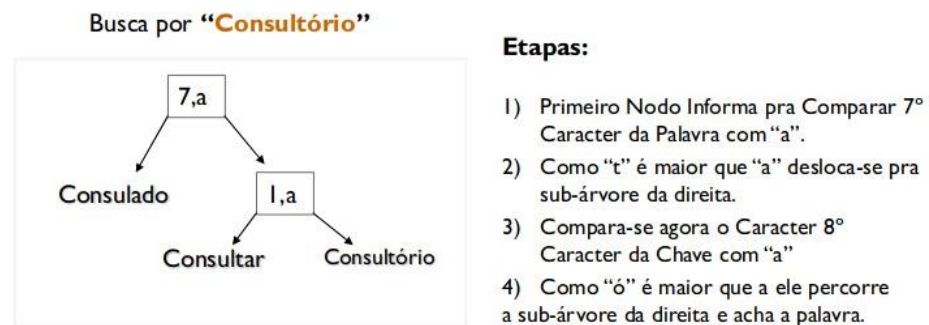 Busca por “Consultório”
7,a
Consulado
1,a
Consultar
Consultório
Etapas:
1) Primeiro Nodo Informa pra Comparar 7º
Caracter da Palavra com “a”.
2) Como “t” é maior que “a” desloca-se pra
sub-árvore da direita.
3) Compara-se agora o Caracter 8º
Caracter da Chave com “a”
4) Como “ó” é maior que a ele percorre
a sub-árvore da direita e acha a palavra.